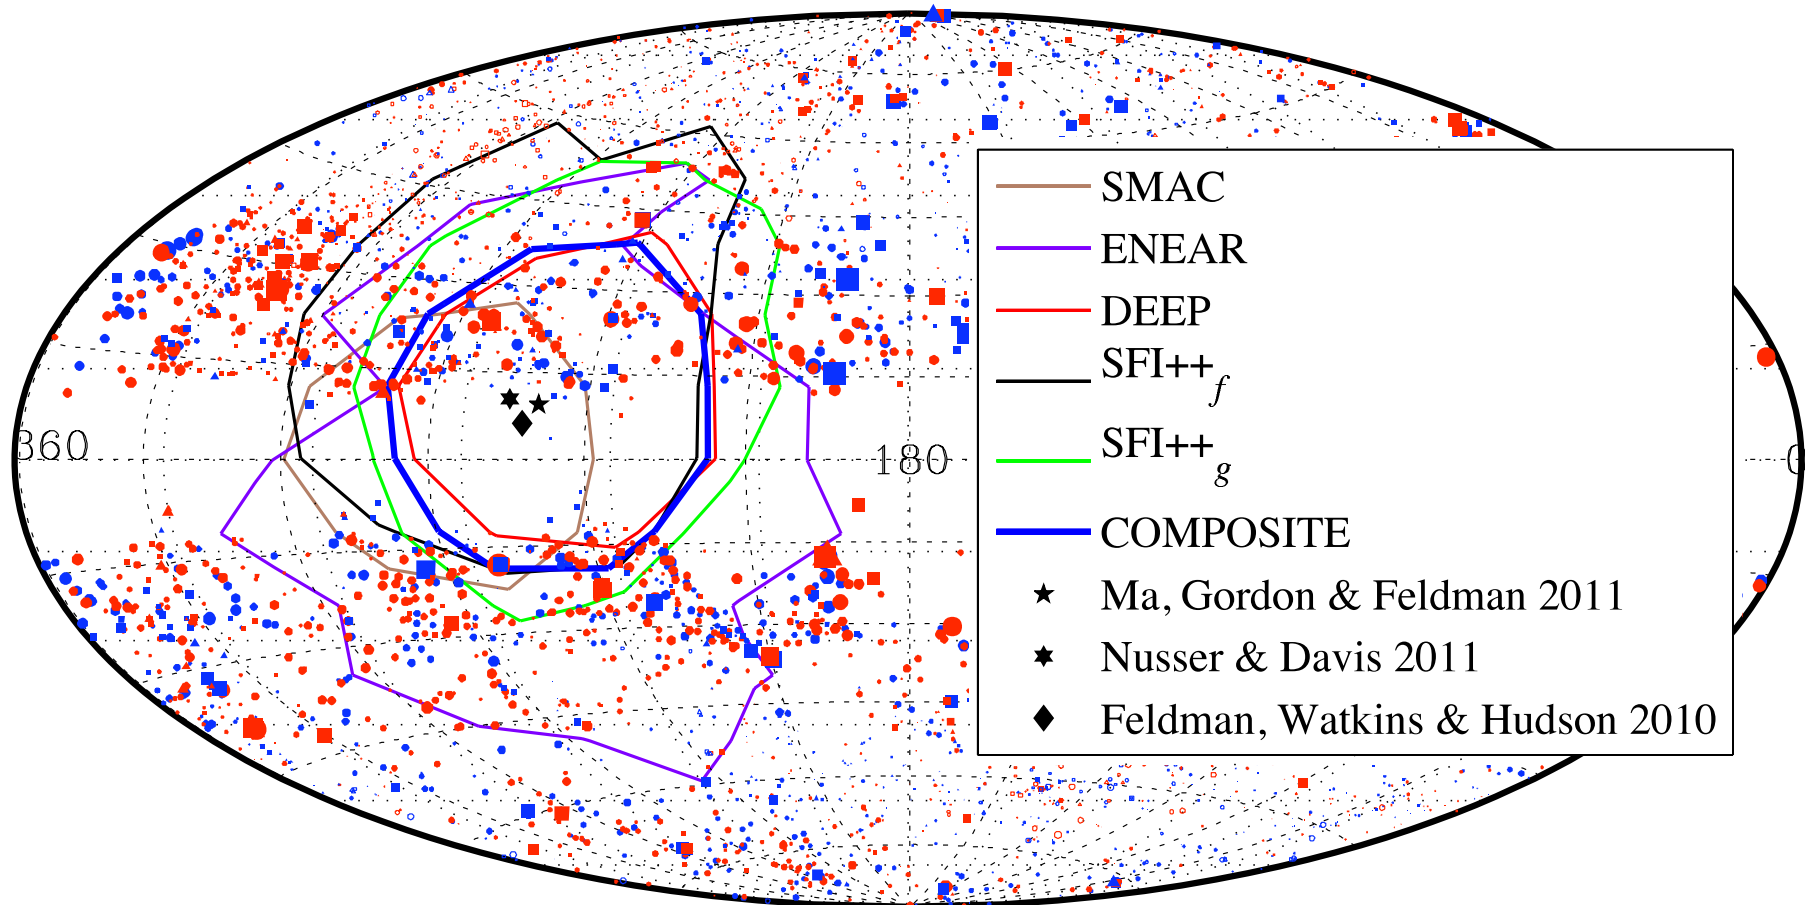 SMAC
ENEAR
DEEP
SFI++f
360
180
0
SFI++g
COMPOSITE
Ma, Gordon & Feldman 2011
Nusser & Davis 2011
Feldman, Watkins & Hudson 2010